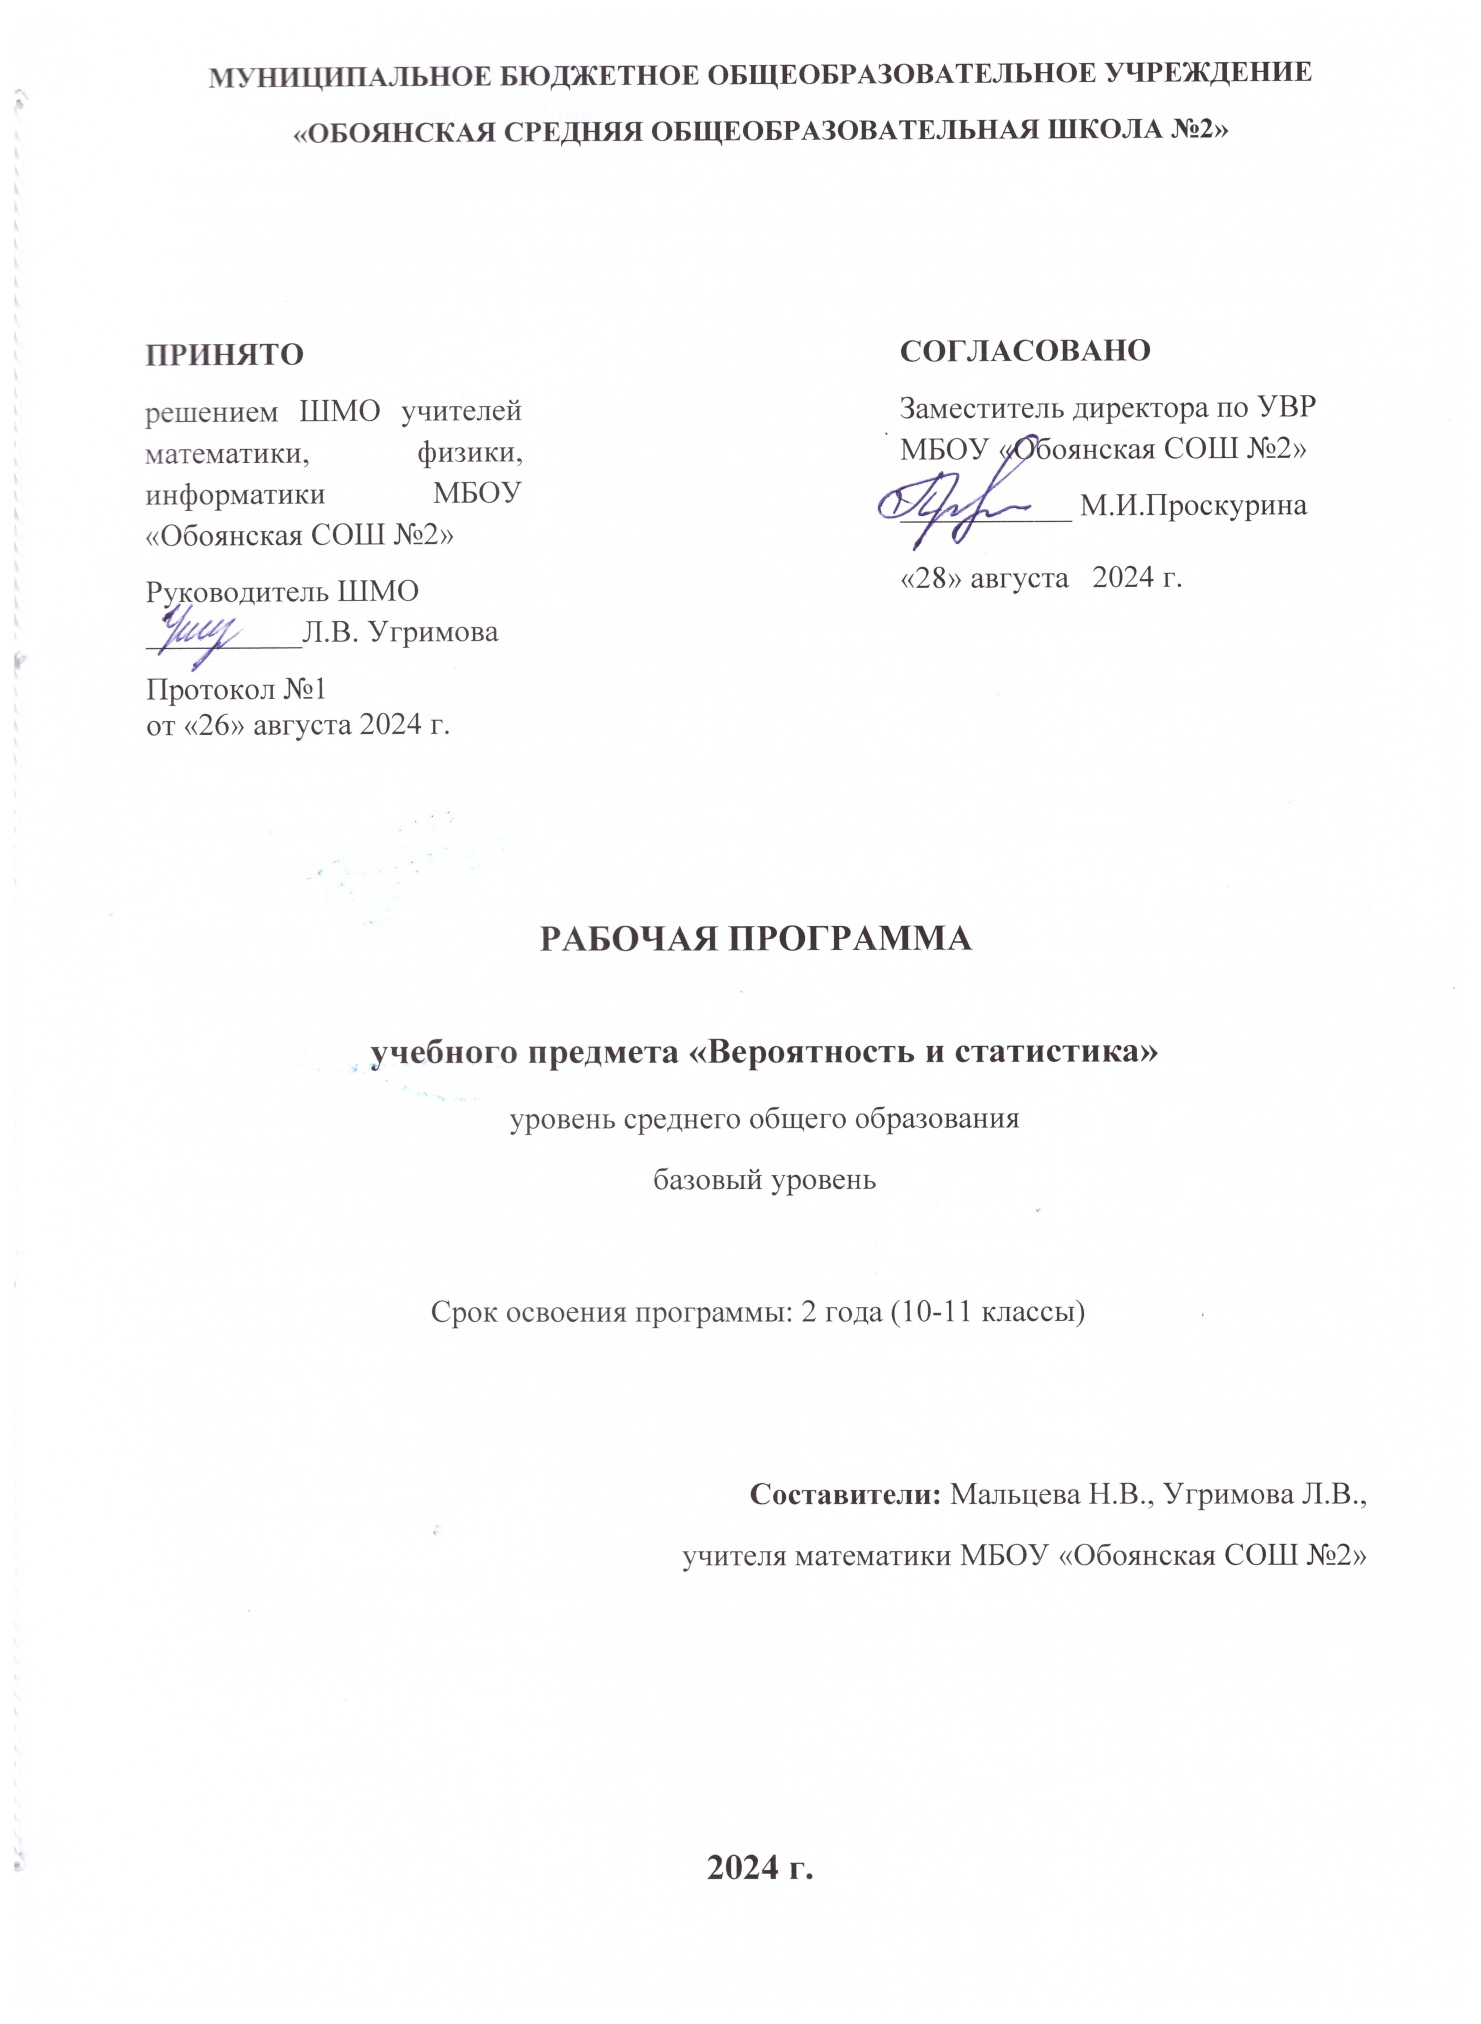 МУНИЦИПАЛЬНОЕ БЮДЖЕТНОЕ ОБЩЕОБРАЗОВАТЕЛЬНОЕ УЧРЕЖДЕНИЕ
«ОБОЯНСКАЯ СРЕДНЯЯ ОБЩЕОБРАЗОВАТЕЛЬНАЯ ШКОЛА №2»
ПРИНЯТО
решением ШМО учителей
математики, физики,
информатики МБОУ
«Обоянская СОШ №2»
Руководитель ШМО
__________Л.В. Угримова
Протокол №1
от «26» августа 2024 г.
СОГЛАСОВАНО
Заместитель директора по УВР
МБОУ «Обоянская СОШ №2»
___________ М.И.Проскурина
«28» августа 2024 г.
РАБОЧАЯ ПРОГРАММА
учебного предмета «Вероятность и статистика»
уровень среднего общего образования
базовый уровень
Срок освоения программы: 2 года (10-11 классы)
Составители: Мальцева Н.В., Угримова Л.В.,
учителя математики МБОУ «Обоянская СОШ №2»
2024 г.